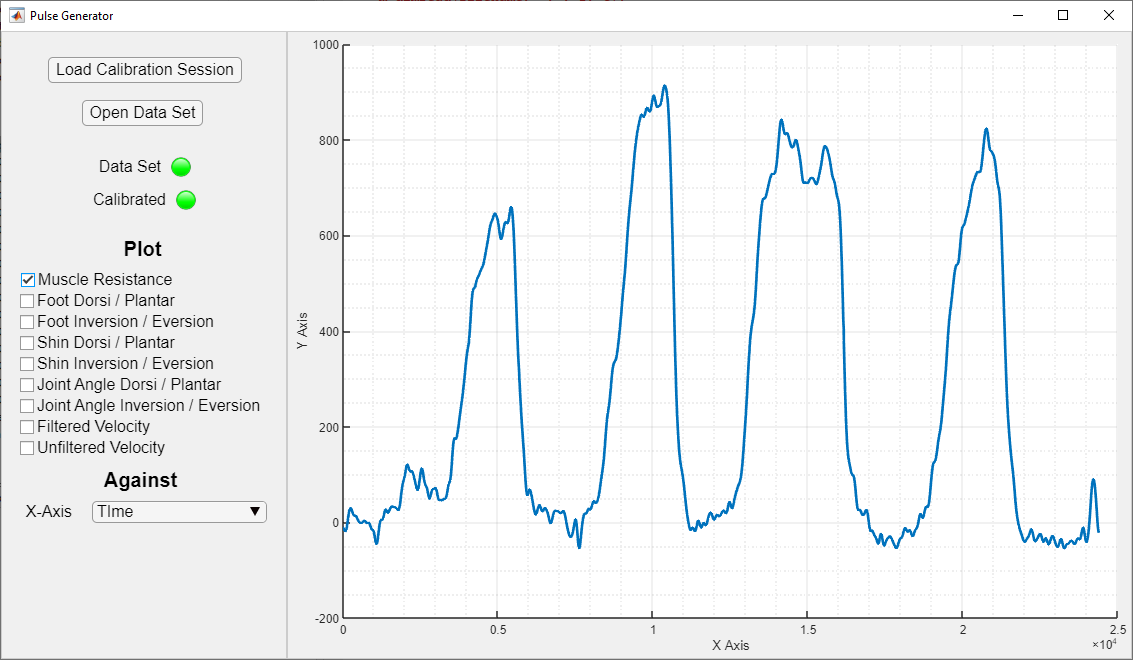 Pulse Generator
Load Calibration Session
Open Data Set
Data Set
Calibrated
Plot
Muscle Resistance
Foot Dorsi / Plantar
Foot Inversion / Eversion
Shin Dorsi / Plantar
Shin Inversion / Eversion
Joint Angle Dorsi / Plantar
Joint Angle Inversion / Eversion
Filtered Velocity
Unfiltered Velocity
Against
X-Axis TIme
Y Axis
1000
800
600
400
200
0
-200
0 0.5 1 1.5 2 2.5
X Axis
×10⁴